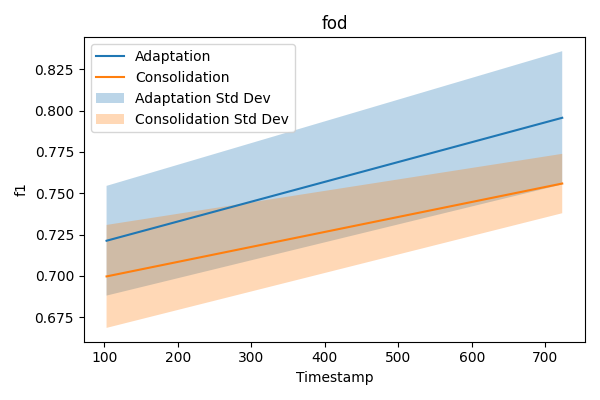 fod
Adaptation
Consolidation
Adaptation Std Dev
Consolidation Std Dev
0.825
0.800
0.775
0.750
0.725
0.700
0.675
f1
100 200 300 400 500 600 700
Timestamp